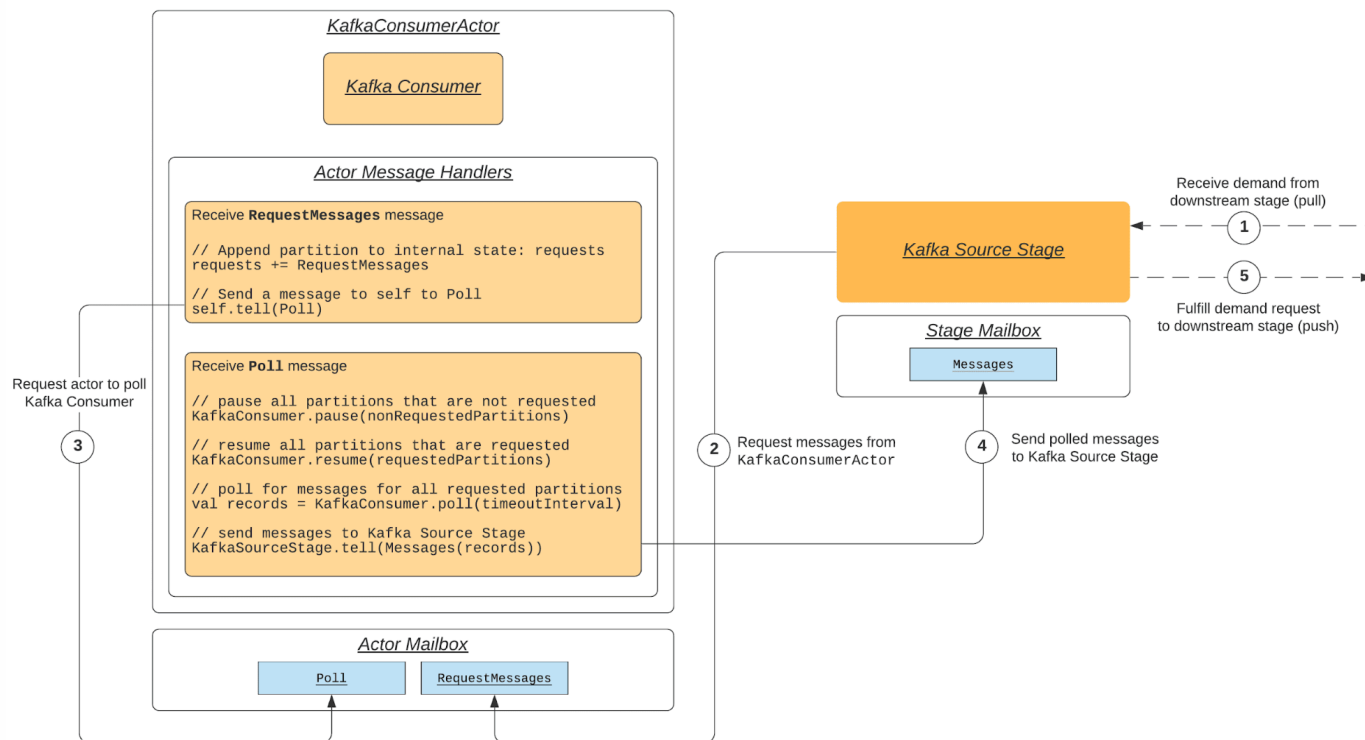 KafkaConsumerActor
Kafka Consumer
Actor Message Handlers
Receive RequestMessages message
// Append partition to internal state: requests
requests += RequestMessages
// Send a message to self to Poll
self.tell(Poll)
Receive Poll message
// pause all partitions that are not requested
KafkaConsumer.pause(nonRequestedPartitions)
// resume all partitions that are requested
KafkaConsumer.resume(requestedPartitions)
// poll for messages for all requested partitions
val records = KafkaConsumer.poll(timeoutInterval)
// send messages to Kafka Source Stage
KafkaSourceStage.tell(Messages(records))
Actor Mailbox
Poll
RequestMessages
Request actor to poll
Kafka Consumer
3
2
Request messages from
KafkaConsumerActor
Kafka Source Stage
Stage Mailbox
Messages
4
Send polled messages
to Kafka Source Stage
Receive demand from
downstream stage (pull)
1
5
Fulfill demand request
to downstream stage (push)